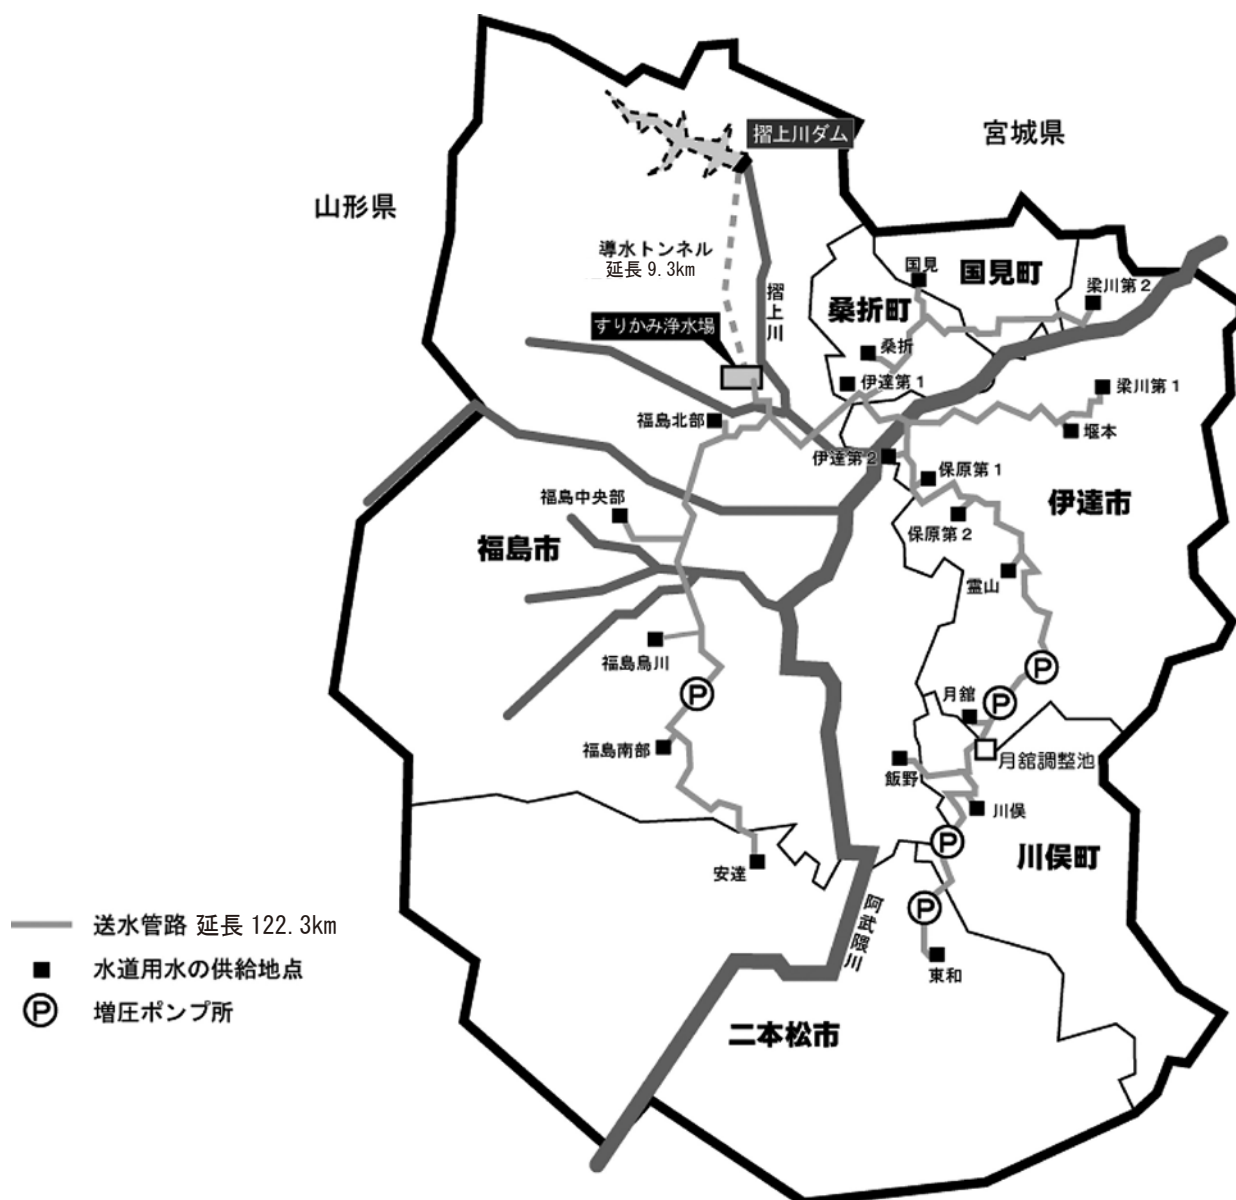 摺上川ダム
宮城県
山形県
導水トンネル
延長 9.3km
摺上川
国見
国見町
梁川第２
桑折町
すりかみ浄水場
桑折
伊達第１
梁川第１
福島北部
堰本
伊達第２
保原第１
福島中央部
伊達市
保原第２
福島市
霊山
福島烏川
Ｐ
Ｐ
月舘
Ｐ
福島南部
月舘調整池
飯野
川俣
Ｐ
川俣町
安達
Ｐ
阿武隈川
送水管路 延長 122.3km
水道用水の供給地点
東和
Ｐ
増圧ポンプ所
二本松市